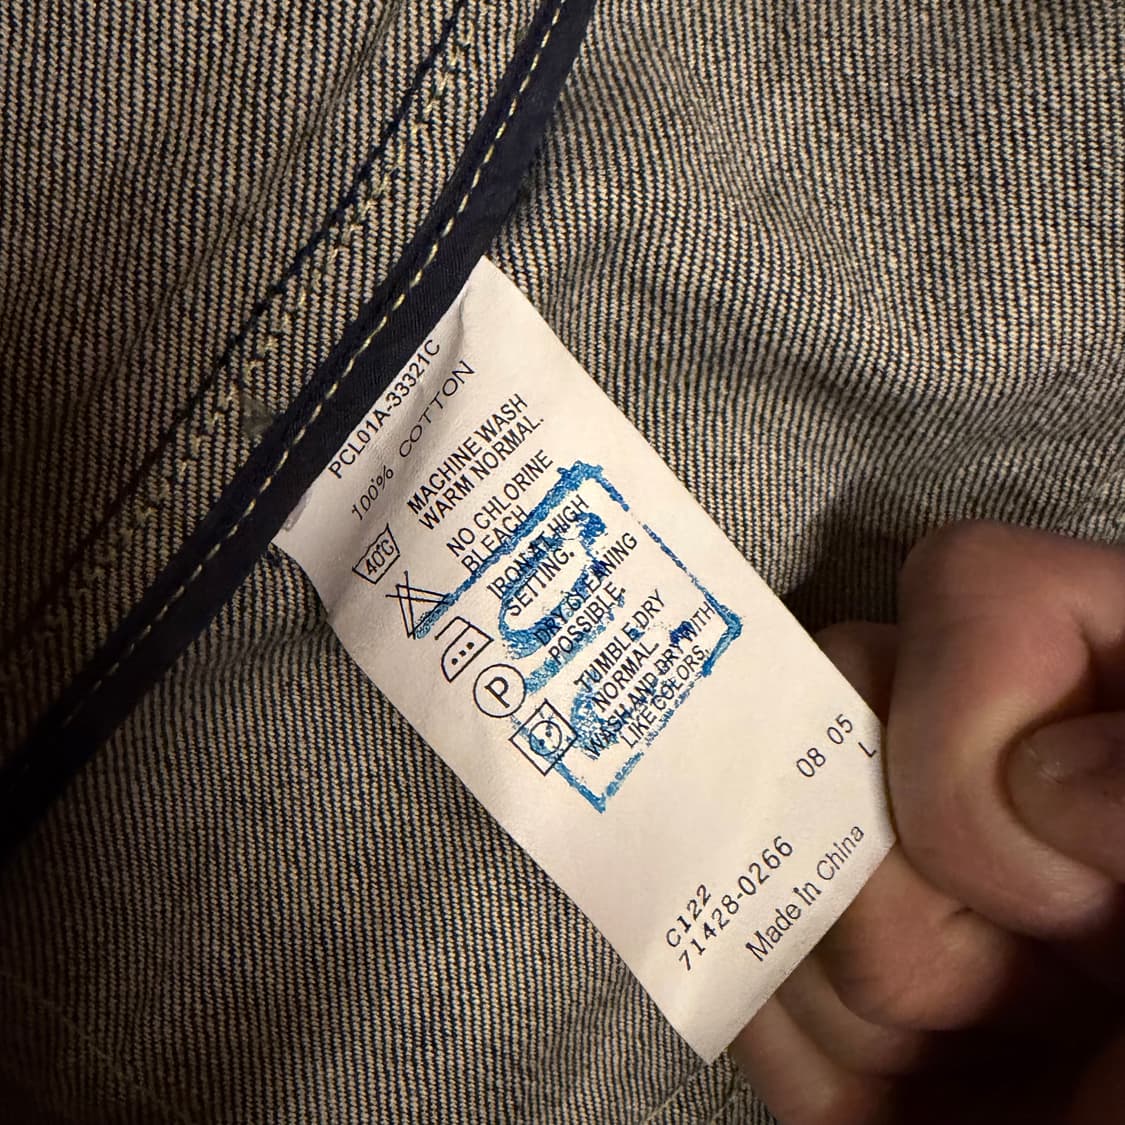 PCL01A-33321C
100% COTTON
40°C
MACHINE WASH
WARM NORMAL.
NO CHLORINE
BLEACH
IRON AT HIGH
SETTING.
P
DRY CLEANING
POSSIBLE.
TUMBLE DRY
NORMAL.
WASH AND DRY WITH
LIKE COLORS.
08 05
L
C122
71428-0266
Made in China